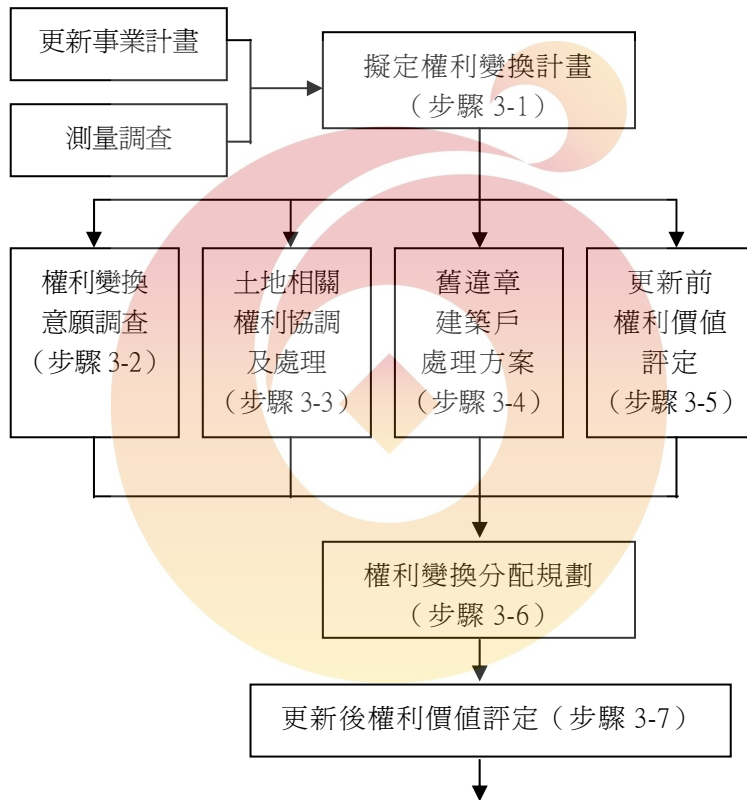 更新事業計畫
測量調查
擬定權利變換計畫
（步驟 3-1）
權利變換
意願調查
（步驟 3-2）
土地相關
權利協調
及處理
（步驟 3-3）
舊違章
建築戶
處理方案
（步驟 3-4）
更新前
權利價值
評定
（步驟 3-5）
權利變換分配規劃
（步驟 3-6）
更新後權利價值評定（步驟 3-7）